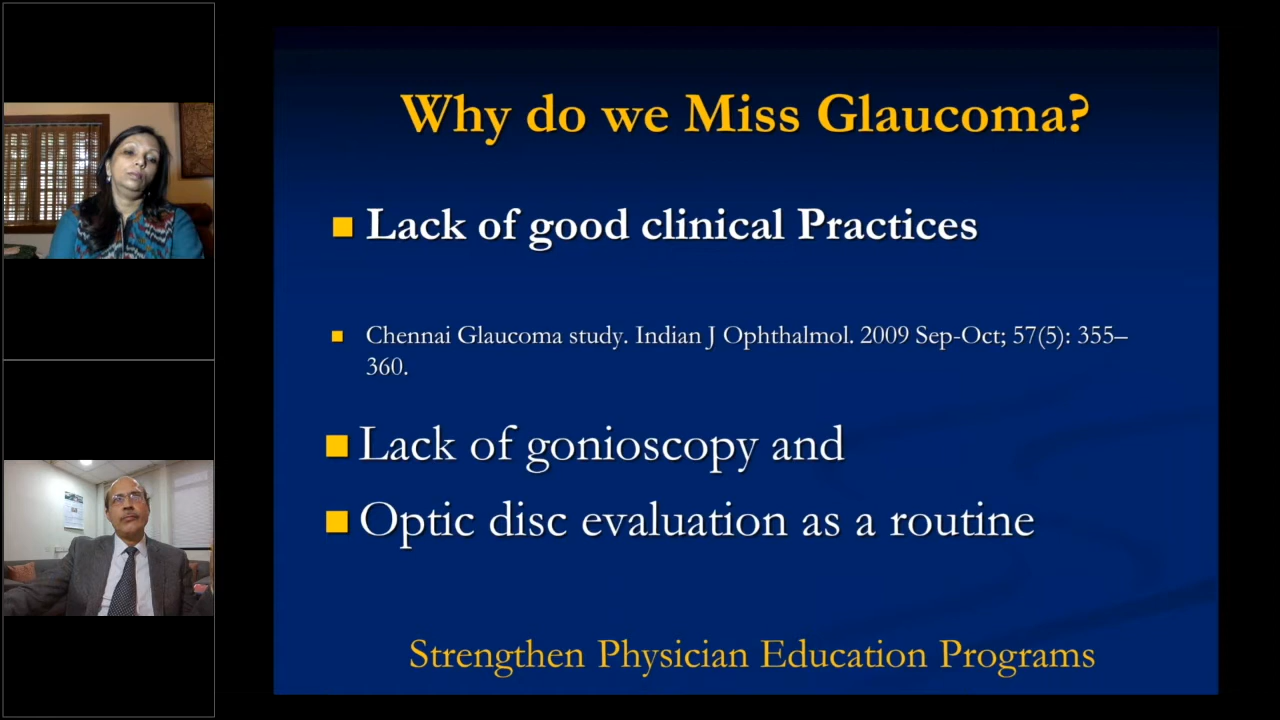 Why do we Miss Glaucoma?
Lack of good clinical Practices
Chennai Glaucoma study. Indian J Ophthalmol. 2009 Sep-Oct; 57(5): 355–
360.
Lack of gonioscopy and
Optic disc evaluation as a routine
Strengthen Physician Education Programs